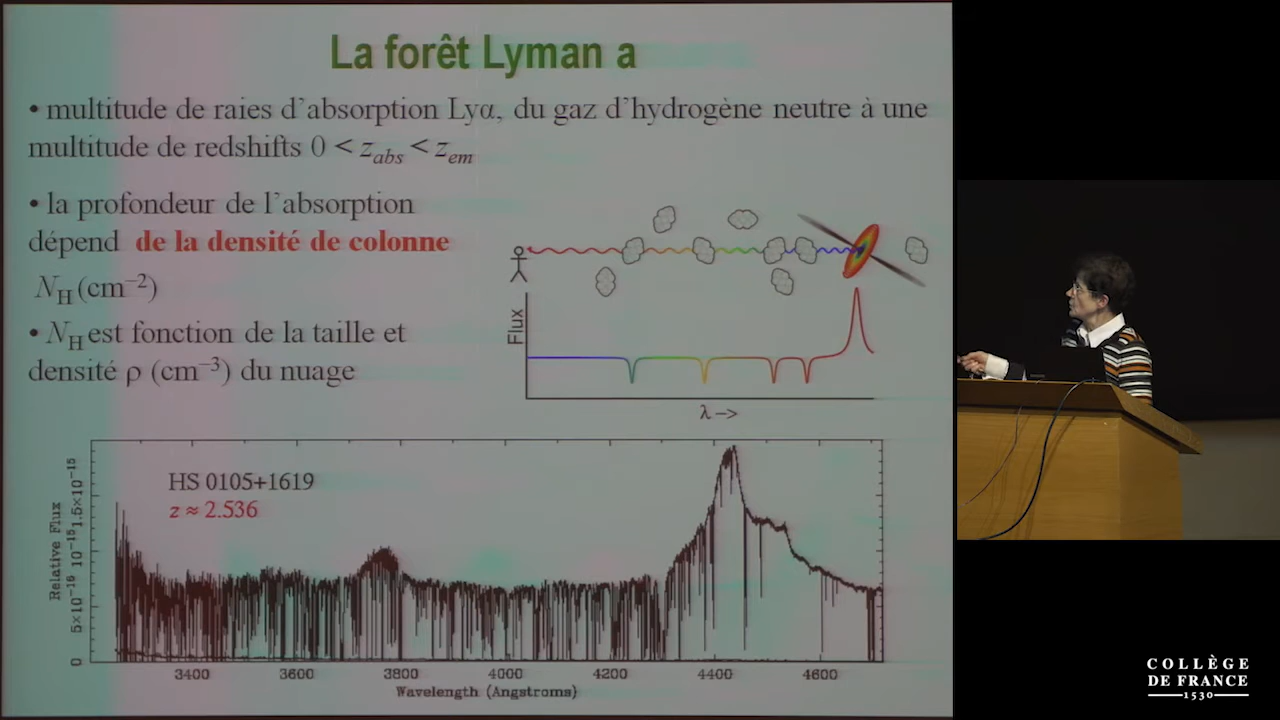 La forêt Lyman a
• multitude de raies d’absorption Lyα, du gaz d’hydrogène neutre à une
multitude de redshifts 0 < z_abs < z_em
• la profondeur de l’absorption
dépend de la densité de colonne
N_H (cm⁻²)
• N_H est fonction de la taille et
densité ρ (cm⁻³) du nuage
Flux
λ −>
HS 0105+1619
z ≈ 2.536
Relative Flux
0 5×10⁻¹⁶ 10⁻¹⁵ 1.5×10⁻¹⁵
3400 3600 3800 4000 4200 4400 4600
Wavelength (Angstroms)
COLLÈGE
DE FRANCE
1530